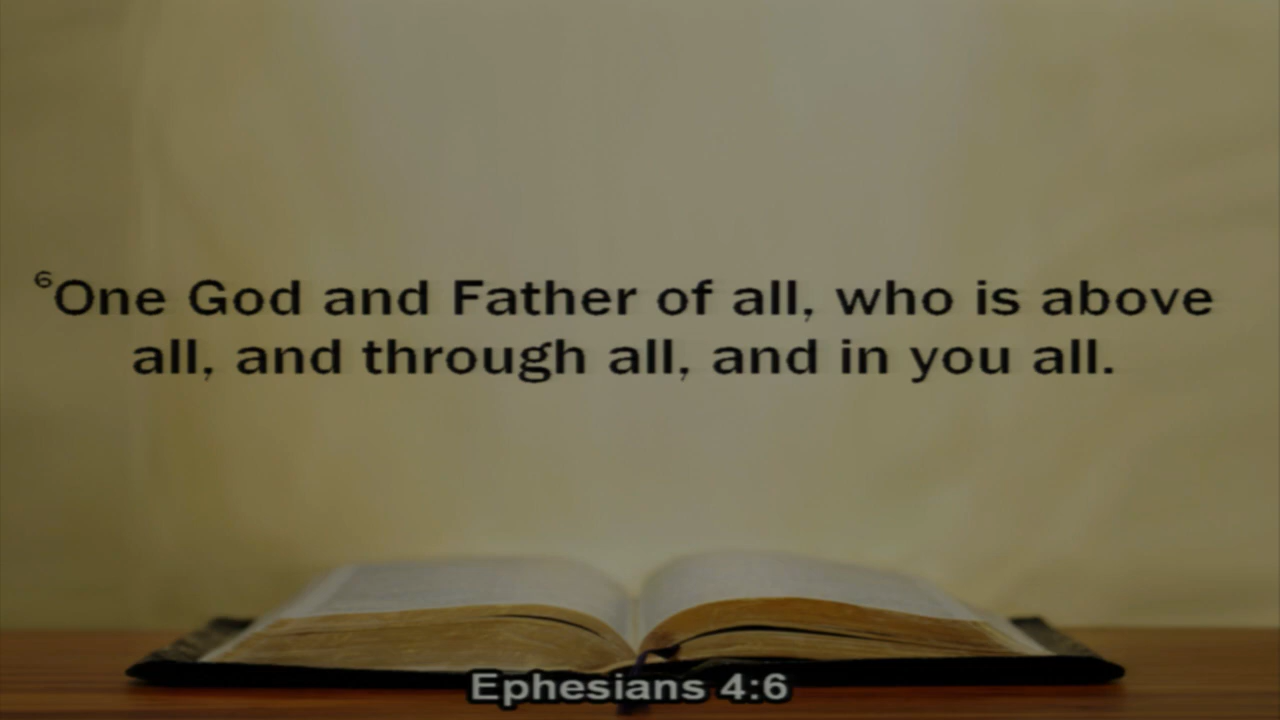 ⁶One God and Father of all, who is above
all, and through all, and in you all.
Ephesians 4:6